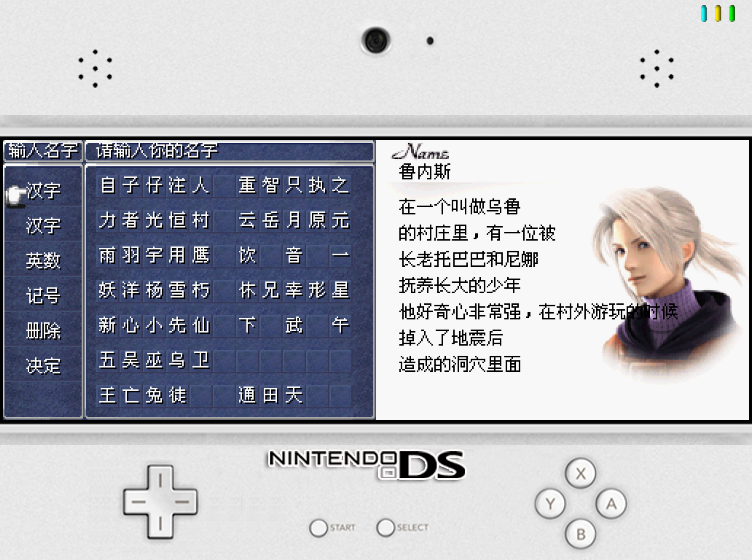 输入名字
请输入你的名字
汉字
汉字
英数
记号
删除
决定
自子仔注人 重智只执之
力者光恒村 云岳月原元
雨羽宇用鹰 饮 音 一
妖洋杨雪朽 休兄幸形星
新心小先仙 下 武 午
五吴巫乌卫
王亡兔徒 通田天
Name
鲁内斯
在一个叫做乌鲁
的村庄里，有一位被
长老托巴巴和尼娜
抚养长大的少年
他好奇心非常强，在村外游玩的时候
掉入了地震后
造成的洞穴里面
NINTENDO DS
START
SELECT
X
Y
A
B